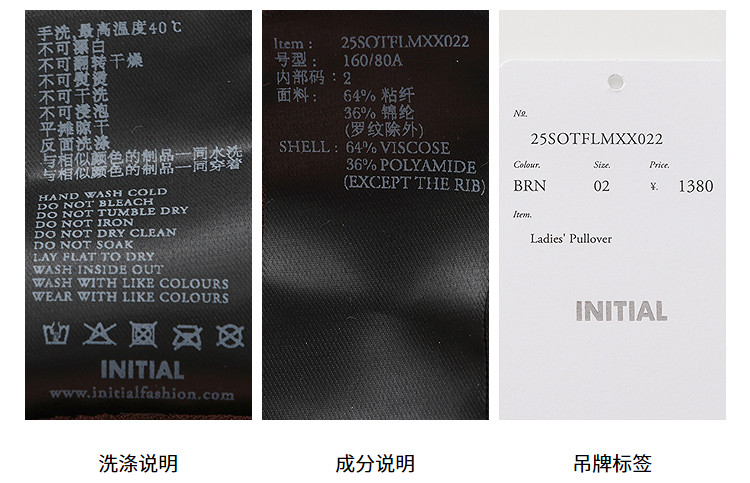 手洗,最高温度40℃
不可漂白
不可翻转干燥
不可熨烫
不可干洗
不可浸泡
平摊晾干
反面洗涤
与相似颜色的制品一同水洗
与相似颜色的制品一同穿着
HAND WASH COLD
DO NOT BLEACH
DO NOT TUMBLE DRY
DO NOT IRON
DO NOT DRY CLEAN
DO NOT SOAK
LAY FLAT TO DRY
WASH INSIDE OUT
WASH WITH LIKE COLOURS
WEAR WITH LIKE COLOURS
INITIAL
www.initialfashion.com
Item: 25SOTFLMXX022
号型: 160/80A
内部码: 2
面料: 64% 粘纤
36% 锦纶
(罗纹除外)
SHELL: 64% VISCOSE
36% POLYAMIDE
(EXCEPT THE RIB)
No.
25SOTFLMXX022
Colour. Size. Price.
BRN 02 ¥. 1380
Item.
Ladies' Pullover
INITIAL
洗涤说明
成分说明
吊牌标签